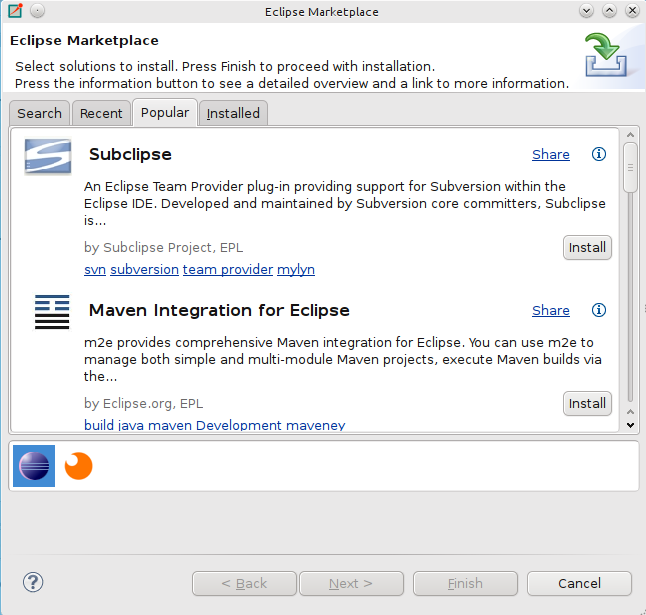 Eclipse Marketplace
Eclipse Marketplace
Select solutions to install. Press Finish to proceed with installation.
Press the information button to see a detailed overview and a link to more information.
Search Recent Popular Installed
Subclipse Share
An Eclipse Team Provider plug-in providing support for Subversion within the
Eclipse IDE. Developed and maintained by Subversion core committers, Subclipse
is...
by Subclipse Project, EPL Install
svn subversion team provider mylyn
Maven Integration for Eclipse Share
m2e provides comprehensive Maven integration for Eclipse. You can use m2e to
manage both simple and multi-module Maven projects, execute Maven builds via
the...
by Eclipse.org, EPL Install
build java maven Development maveney
< Back Next > Finish Cancel